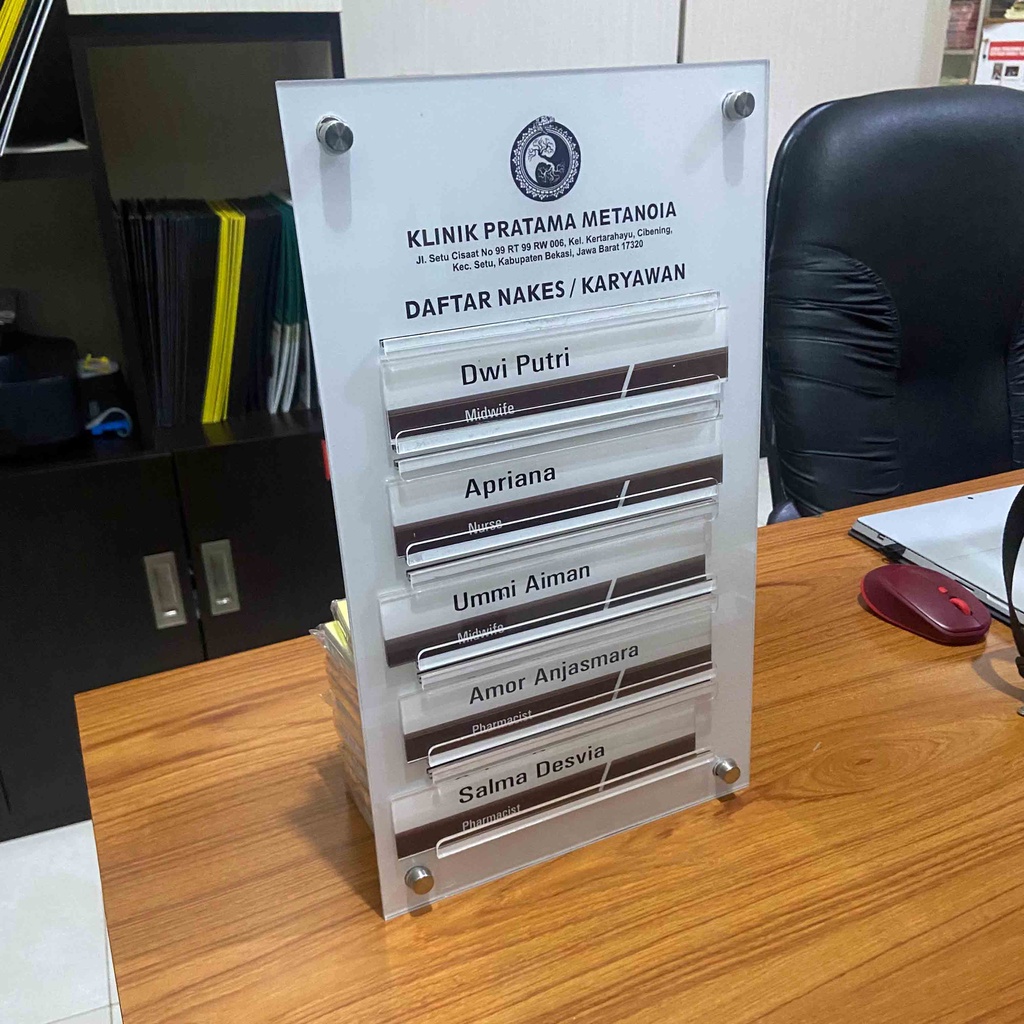 KLINIK PRATAMA METANOIA
Jl. Setu Cisaat No 99 RT 99 RW 006, Kel. Kertarahayu, Cibening,
Kec. Setu, Kabupaten Bekasi, Jawa Barat 17320
DAFTAR NAKES / KARYAWAN
Dwi Putri
Midwife
Apriana
Nurse
Ummi Aiman
Midwife
Amor Anjasmara
Pharmacist
Salma Desvia
Pharmacist